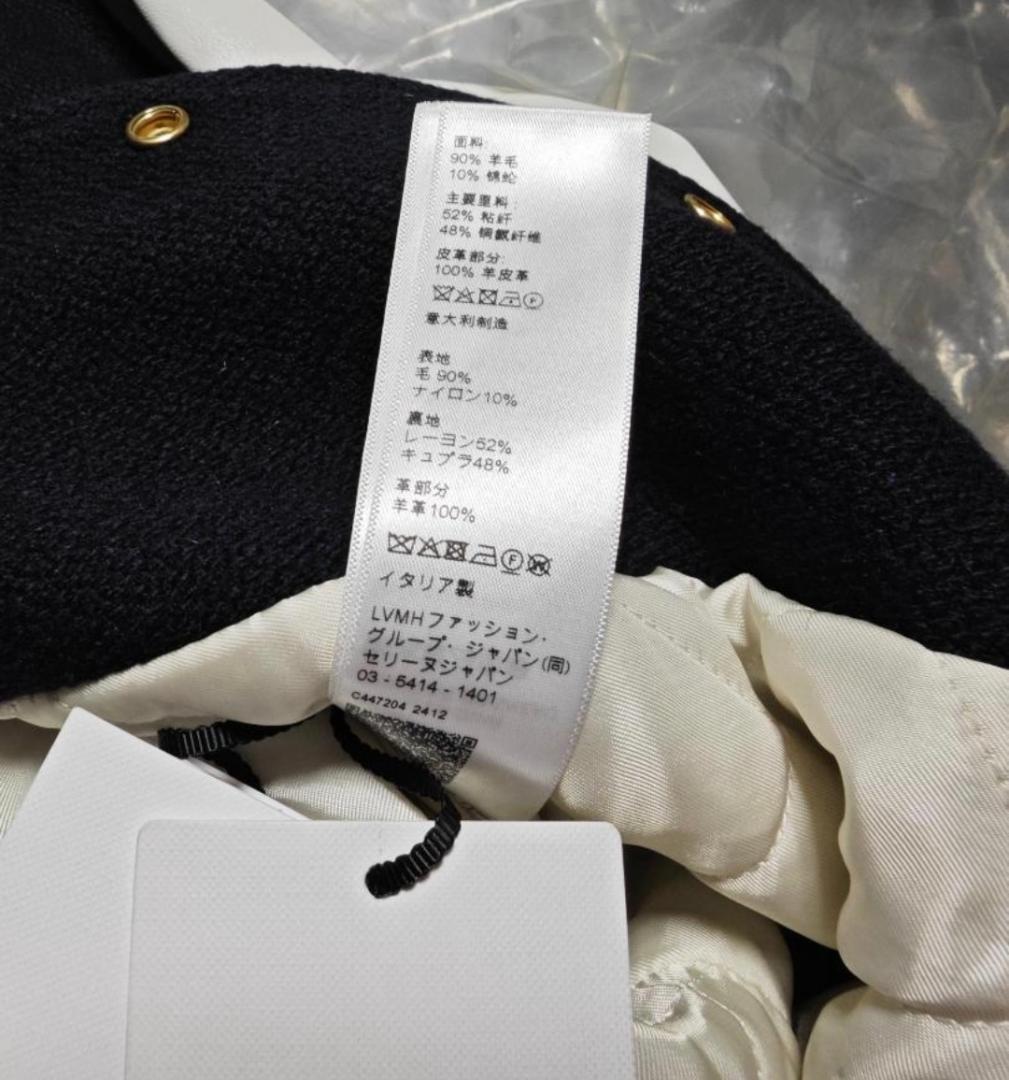 面料:
90% 羊毛
10% 锦纶
主要里料:
52% 粘纤
48% 铜氨纤维
皮革部分:
100% 羊皮革
意大利制造
表地
毛 90%
ナイロン10%
裏地
レーヨン52%
キュプラ48%
革部分
羊革100%
F
イタリア製
LVMHファッション・
グループ・ジャパン(同)
セリーヌジャパン
03-5414-1401
C447204 2412